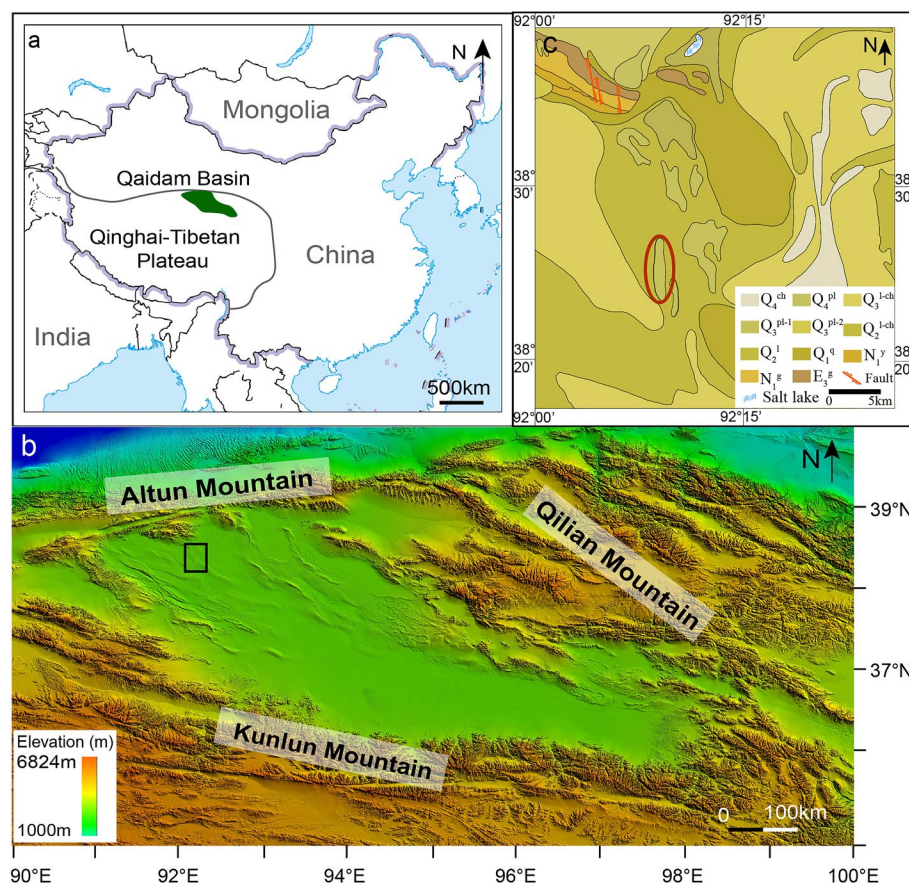 a
N
Mongolia
Qaidam Basin
Qinghai-Tibetan
Plateau
China
India
500km
92°00
92°15'
C
N
38°
30'
38°
30'
38°
20'
38°
20'
Q₄ᶜʰ Q₄ᵖˡ Q₃ˡ⁻ᶜʰ
Q₃ᵖˡ⁻¹ Q₃ᵖˡ⁻² Q₂ˡ⁻ᶜʰ
Q₂ˡ Q₁q N₁ʸ
N₁ᵍ E₃ᵍ Fault
Salt lake
0 5km
92°00
92°15'
b
N
Altun Mountain
Qilian Mountain
Kunlun Mountain
39°N
37°N
Elevation (m)
6824m
1000m
0 100km
90°E 91°E 92°E 94°E 96°E 98°E 100°E